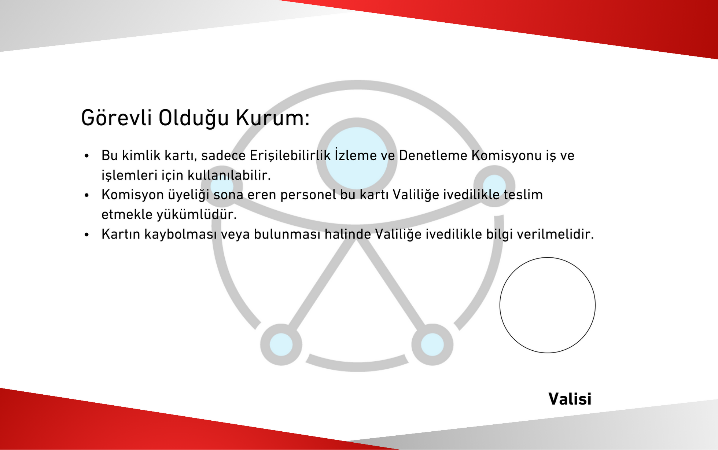 Görevli Olduğu Kurum:
• Bu kimlik kartı, sadece Erişilebilirlik İzleme ve Denetleme Komisyonu iş ve
işlemleri için kullanılabilir.
• Komisyon üyeliği sona eren personel bu kartı Valiliğe ivedilikle teslim
etmekle yükümlüdür.
• Kartın kaybolması veya bulunması halinde Valiliğe ivedilikle bilgi verilmelidir.
Valisi